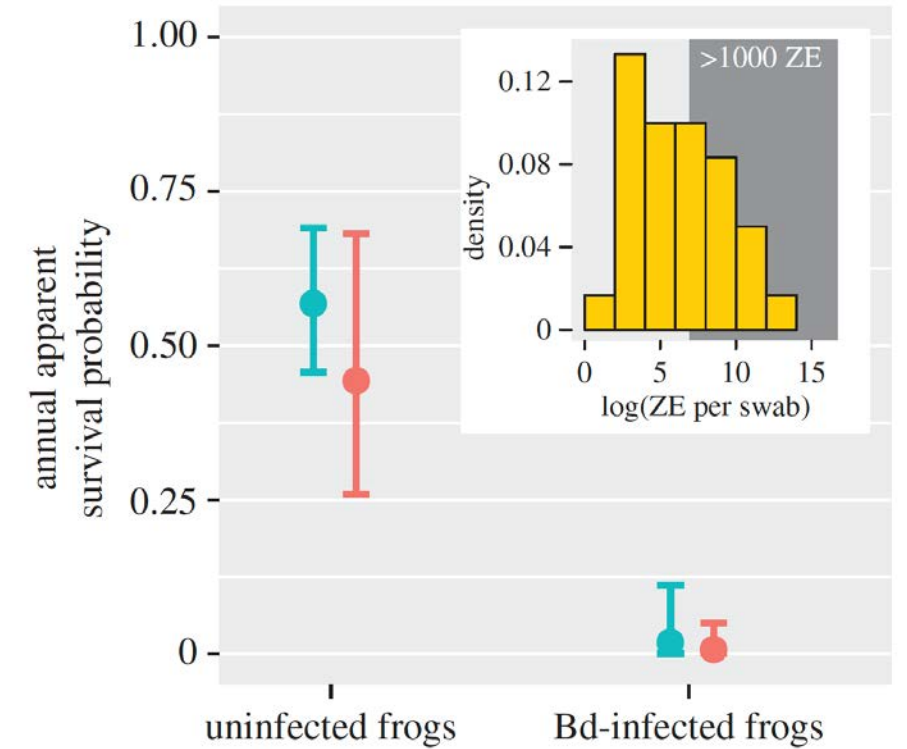 annual apparent
survival probability
1.00
0.75
0.50
0.25
0
uninfected frogs
Bd-infected frogs
>1000 ZE
density
0.12
0.08
0.04
0
0 5 10 15
log(ZE per swab)